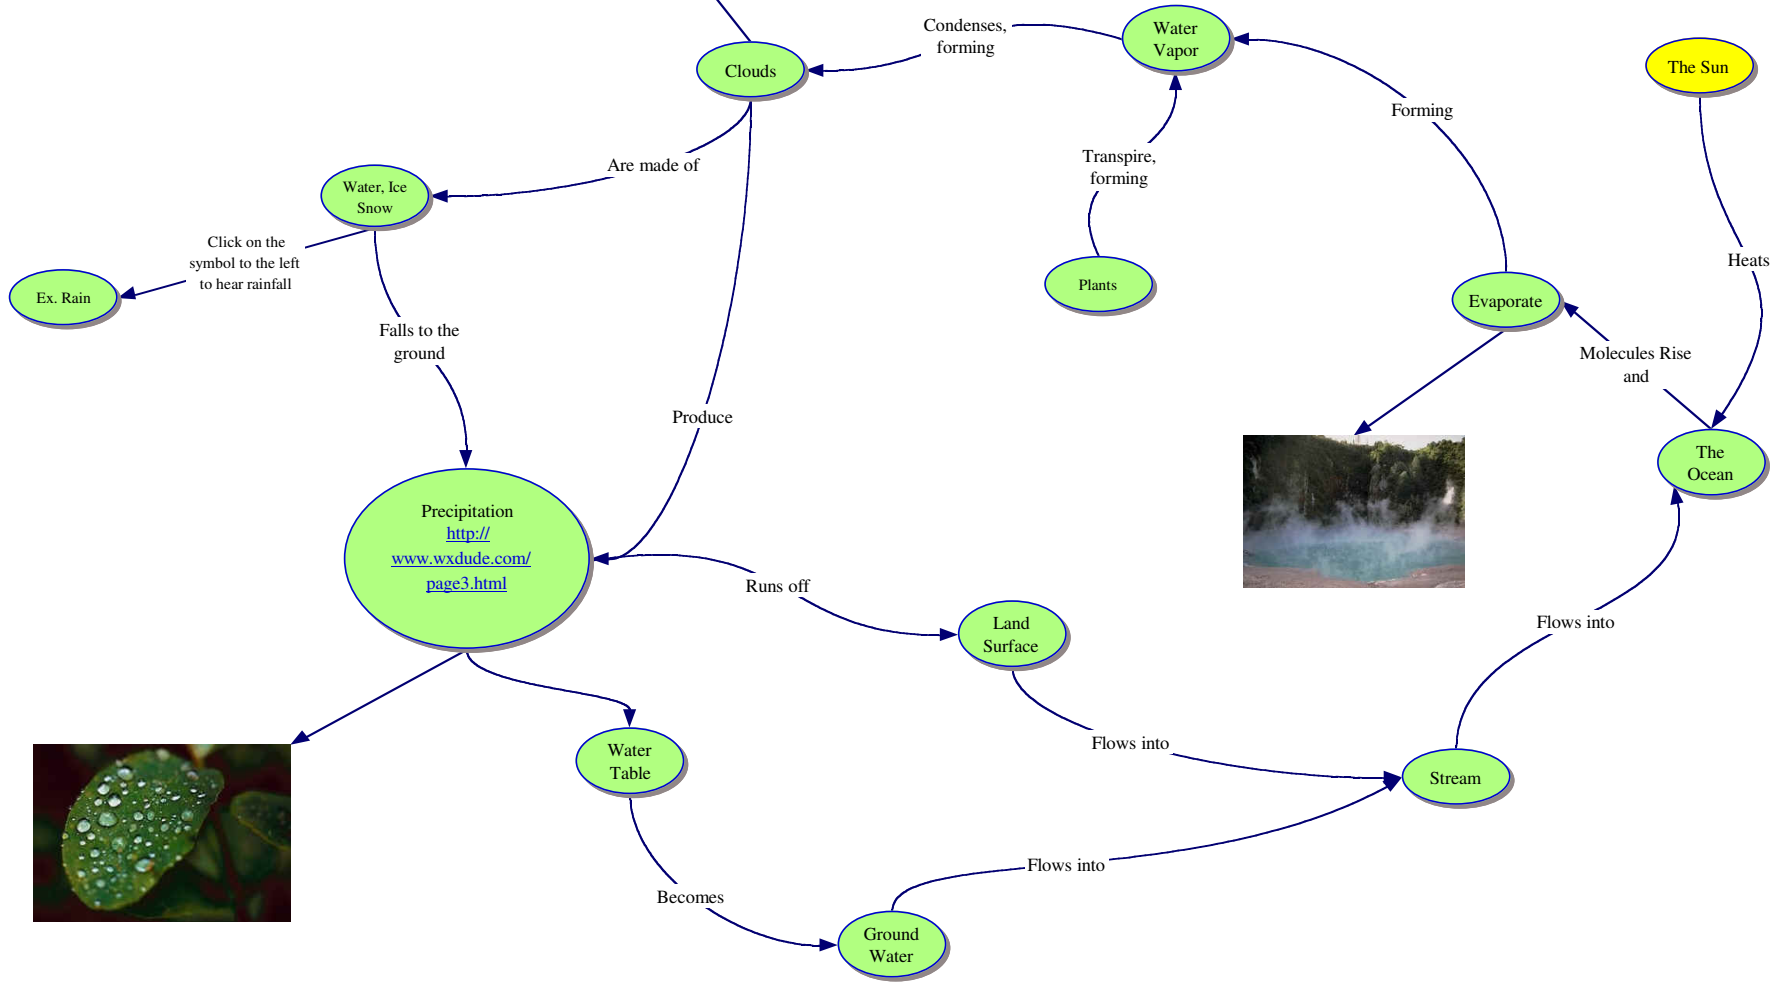 Condenses,
forming
Water
Vapor
Clouds
The Sun
Forming
Are made of
Transpire,
forming
Water, Ice
Snow
Click on the
symbol to the left
to hear rainfall
Ex. Rain
Plants
Heats
Evaporate
Falls to the
ground
Molecules Rise
and
Produce
The
Ocean
Precipitation
http://
www.wxdude.com/
page3.html
Runs off
Land
Surface
Flows into
Water
Table
Flows into
Stream
Flows into
Becomes
Ground
Water